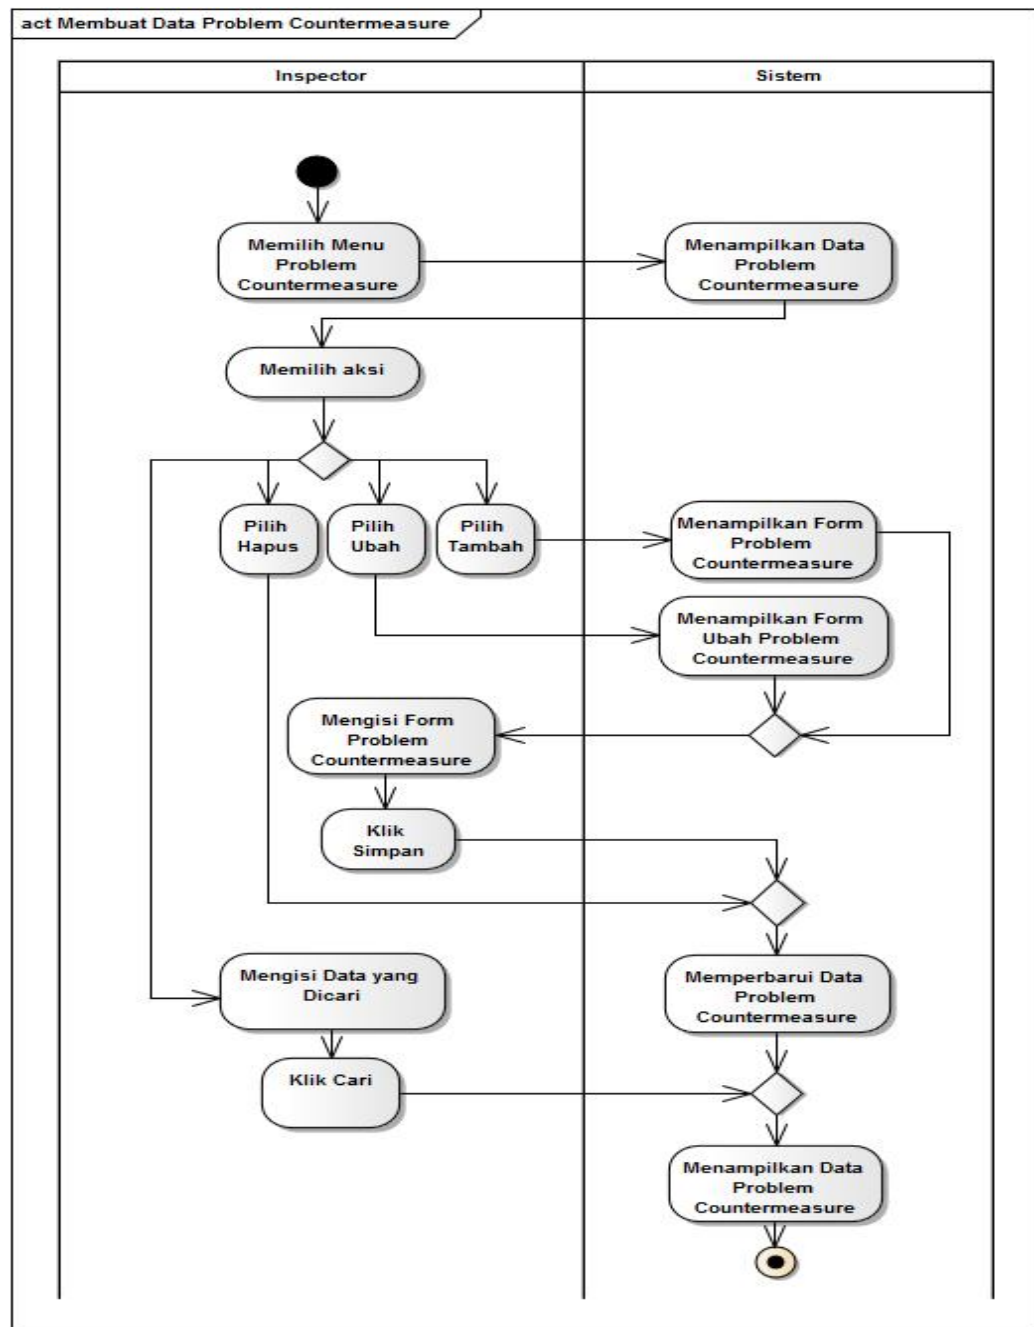 act Membuat Data Problem Countermeasure
Inspector
Sistem
Memilih Menu
Problem
Countermeasure
Menampilkan Data
Problem
Countermeasure
Memilih aksi
Pilih
Hapus
Pilih
Ubah
Pilih
Tambah
Menampilkan Form
Problem
Countermeasure
Menampilkan Form
Ubah Problem
Countermeasure
Mengisi Form
Problem
Countermeasure
Klik
Simpan
Mengisi Data yang
Dicari
Memperbarui Data
Problem
Countermeasure
Klik Cari
Menampilkan Data
Problem
Countermeasure